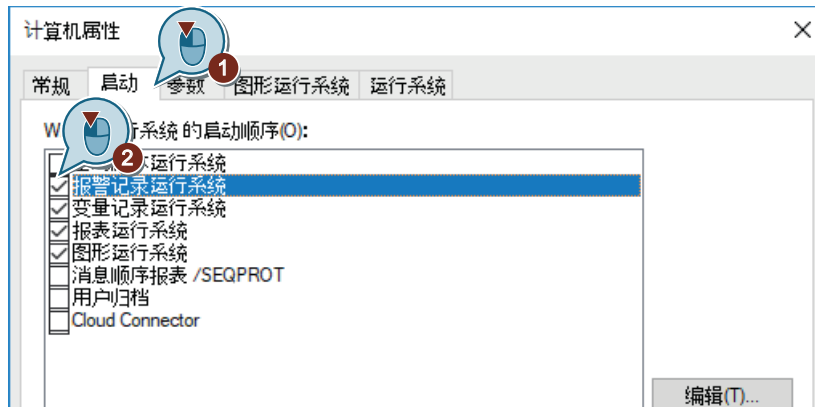 计算机属性
1
常规 启动 参数 图形运行系统 运行系统
W 行系统 的启动顺序(O):
2
本运行系统
报警记录运行系统
变量记录运行系统
报表运行系统
图形运行系统
消息顺序报表 /SEQPROT
用户归档
Cloud Connector
编辑(T)...